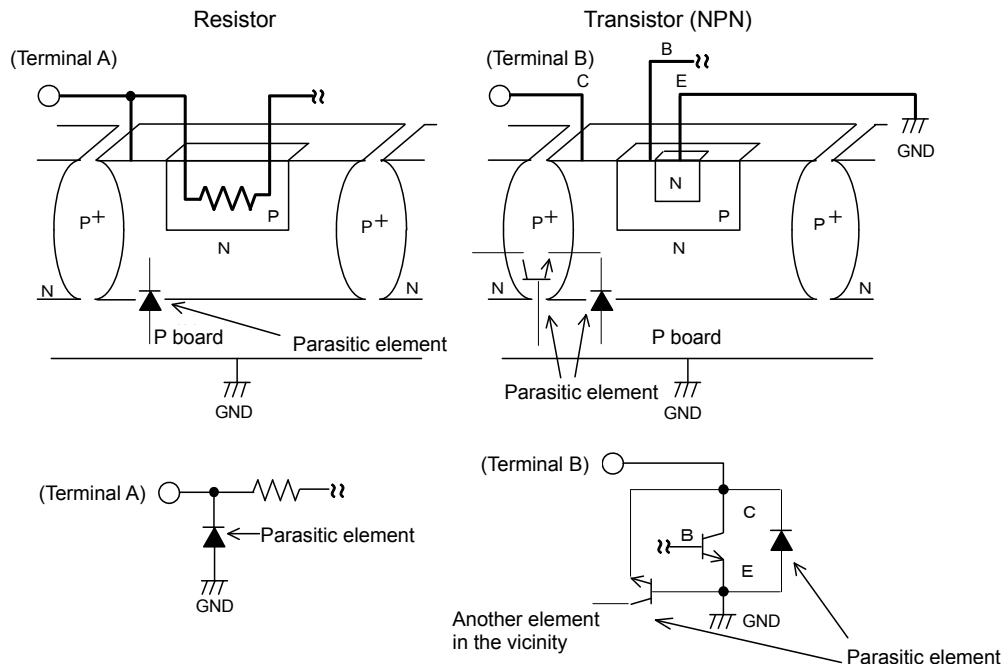 Resistor
Transistor (NPN)
(Terminal A)
(Terminal B)
B
C
E
GND
P+
P
N
P+
N
N
P board
Parasitic element
GND
P+
N
P
N
P+
N
N
P board
Parasitic element
GND
(Terminal A)
Parasitic element
GND
(Terminal B)
C
B
E
GND
Another element
in the vicinity
Parasitic element